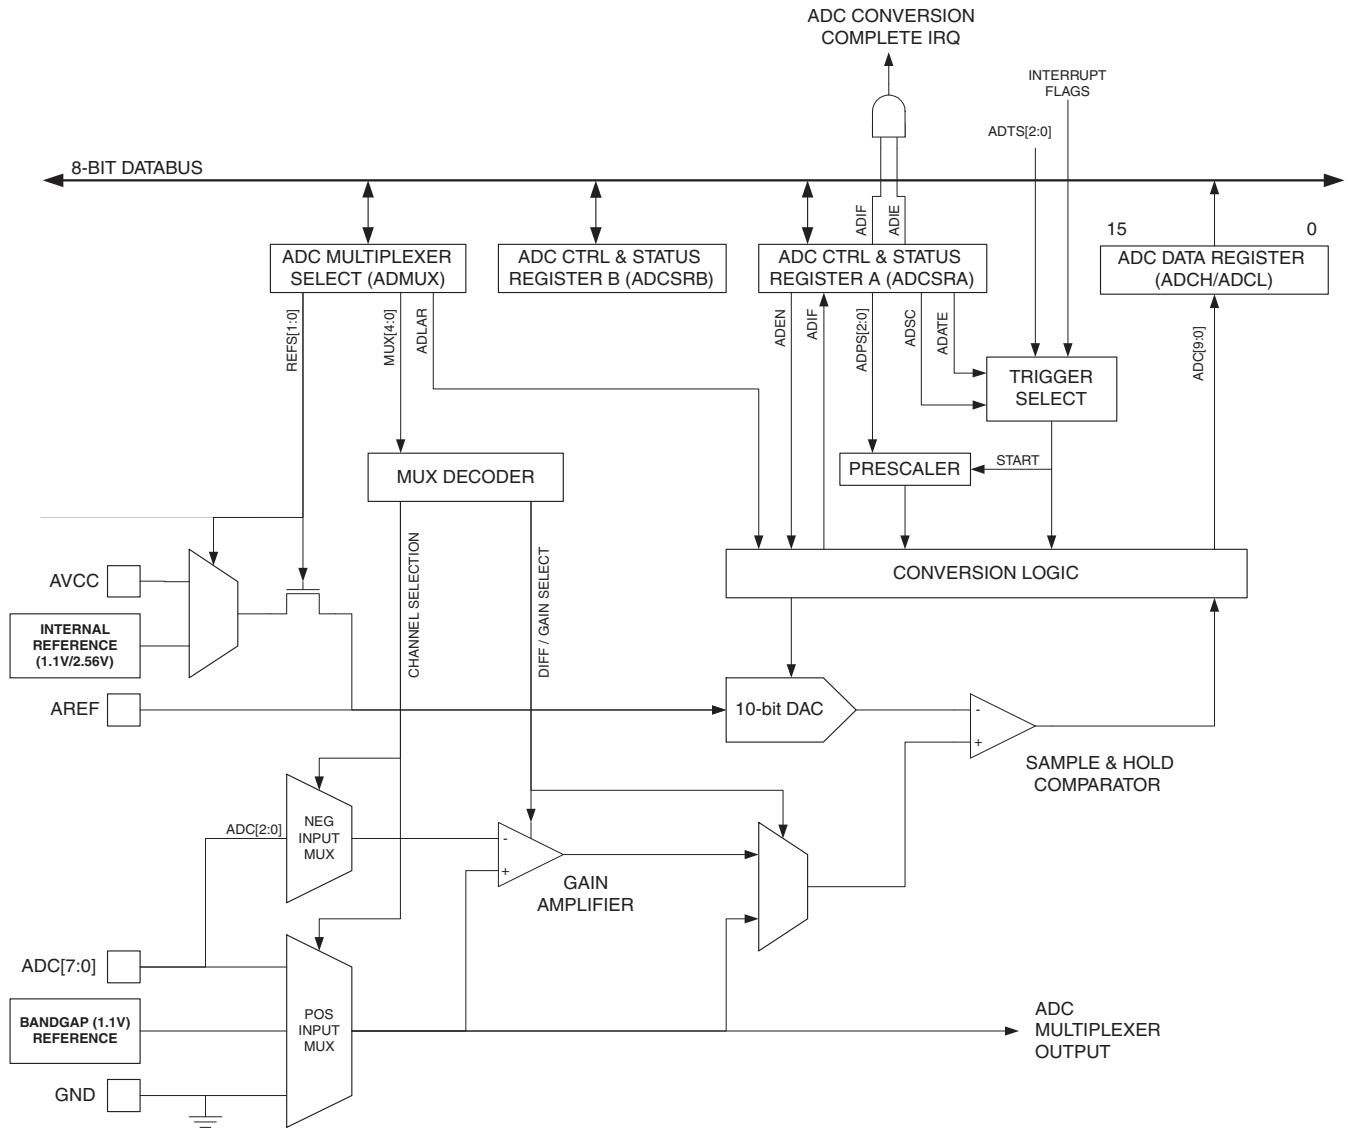 ADC CONVERSION
COMPLETE IRQ
INTERRUPT
FLAGS
ADTS[2:0]
8-BIT DATABUS
ADIF
ADIE
15
0
ADC MULTIPLEXER
SELECT (ADMUX)
ADC CTRL & STATUS
REGISTER B (ADCSRB)
ADC CTRL & STATUS
REGISTER A (ADCSRA)
ADC DATA REGISTER
(ADCH/ADCL)
REFS[1:0]
MUX[4:0]
ADLAR
ADEN
ADIF
ADPS[2:0]
ADSC
ADATE
ADC[9:0]
TRIGGER
SELECT
MUX DECODER
PRESCALER
START
CHANNEL SELECTION
DIFF / GAIN SELECT
CONVERSION LOGIC
AVCC
INTERNAL
REFERENCE
(1.1V/2.56V)
AREF
10-bit DAC
-
+
SAMPLE & HOLD
COMPARATOR
NEG
INPUT
MUX
ADC[2:0]
-
+
GAIN
AMPLIFIER
ADC[7:0]
BANDGAP (1.1V)
REFERENCE
POS
INPUT
MUX
ADC
MULTIPLEXER
OUTPUT
GND